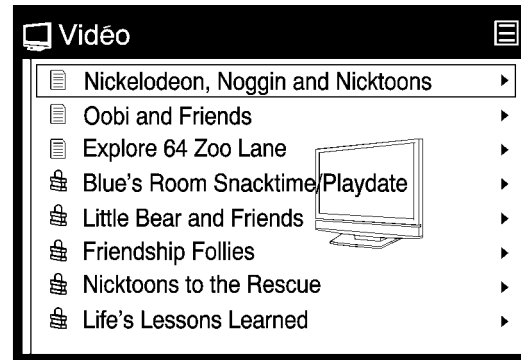 Vidéo
Nickelodeon, Noggin and Nicktoons
Oobi and Friends
Explore 64 Zoo Lane
Blue's Room Snacktime/Playdate
Little Bear and Friends
Friendship Follies
Nicktoons to the Rescue
Life's Lessons Learned